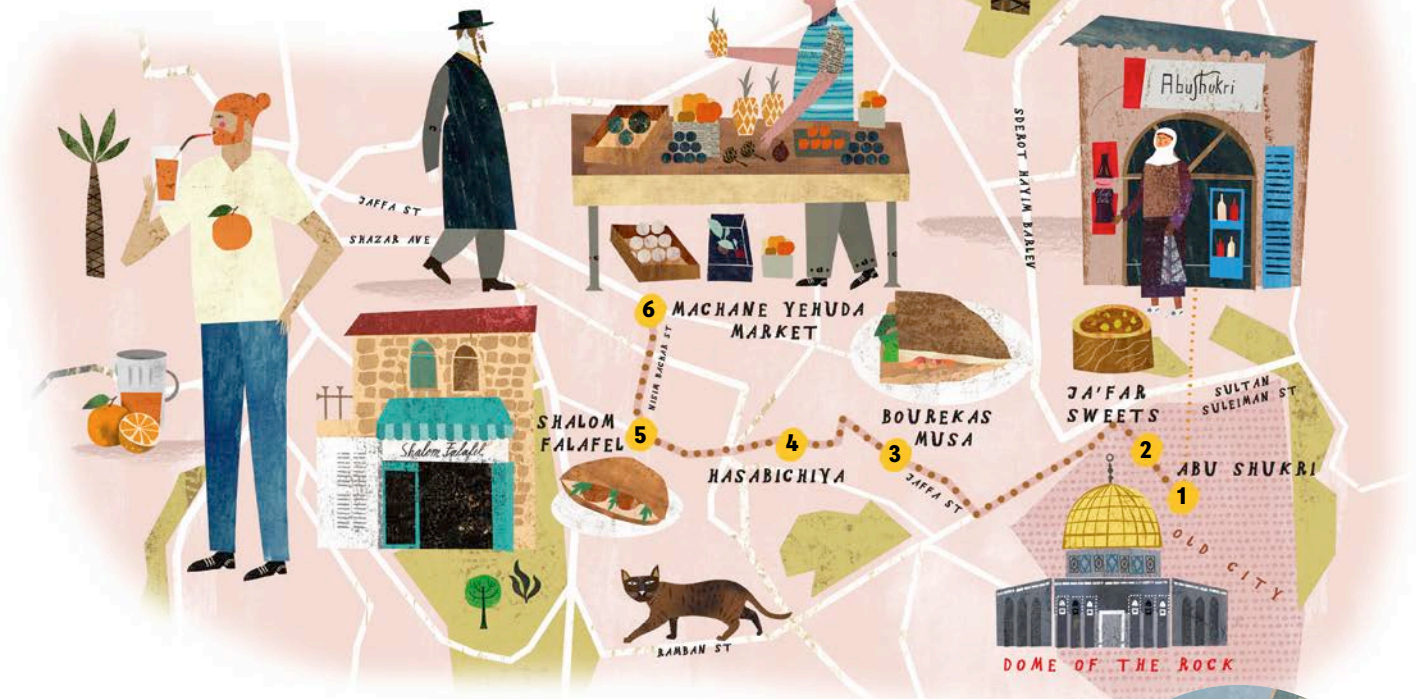 AbuShukri
SDEROT HAYIM BARLEV
JAFFA ST
SHAZAR AVE
6
MACHANE YEHUDA
MARKET
NISIM BACHAR ST
SHALOM
FALAFEL
5
Shalom Falafel
4
HASABICHIYA
BOUREKAS
MUSA
3
JAFFA ST
JA'FAR
SWEETS
2
SULTAN
SULEIMAN ST
ABU SHUKRI
1
OLD CITY
DOME OF THE ROCK
RAMBAN ST